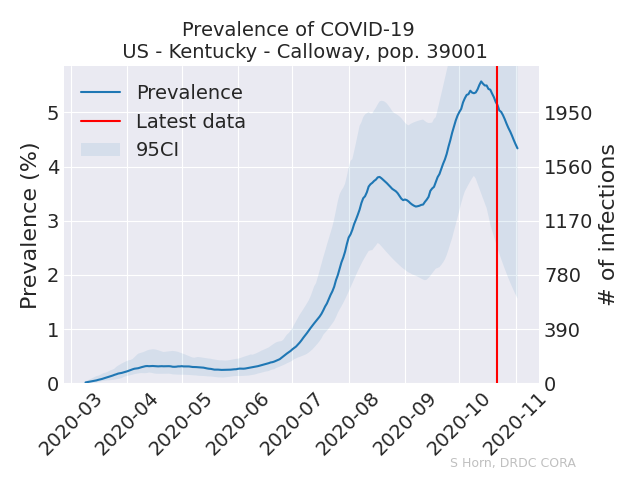 Prevalence of COVID-19
US - Kentucky - Calloway, pop. 39001
Prevalence
Latest data
95CI
Prevalence (%)
5
4
3
2
1
0
1950
1560
1170
780
390
0
# of infections
2020-03
2020-04
2020-05
2020-06
2020-07
2020-08
2020-09
2020-10
2020-11
S Horn, DRDC CORA